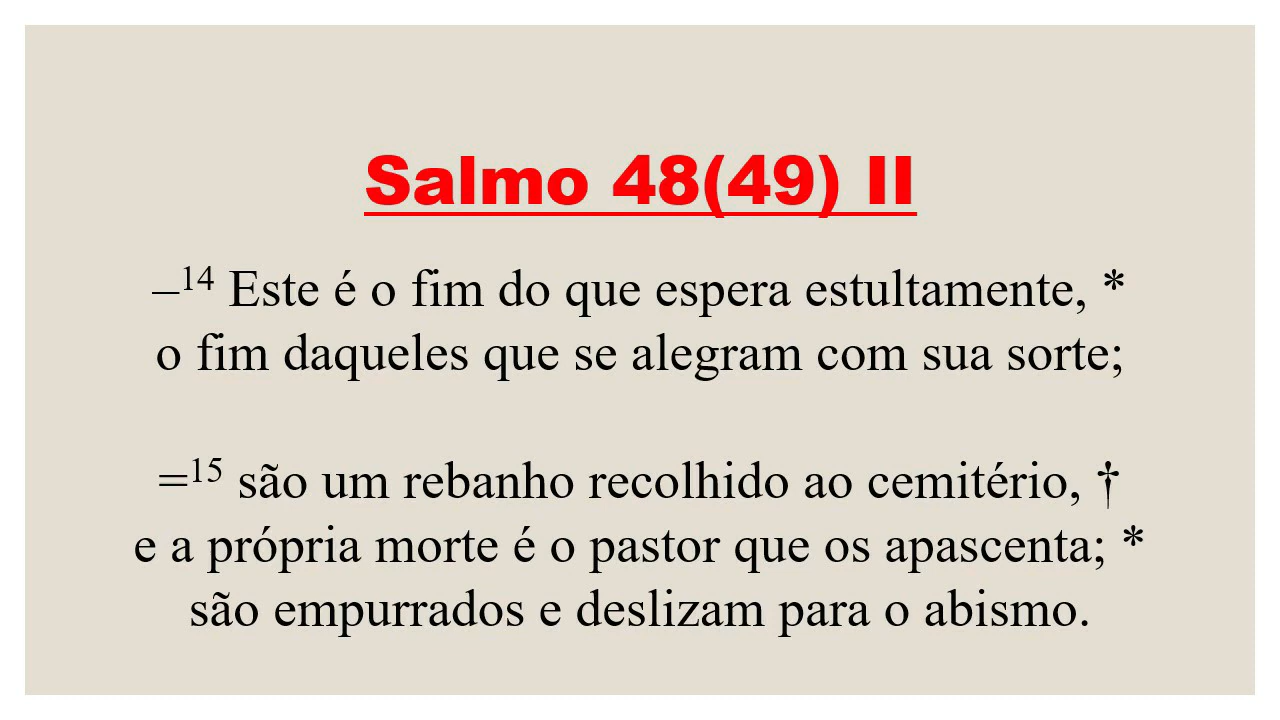 Salmo 48(49) II
–¹⁴ Este é o fim do que espera estultamente, *
o fim daqueles que se alegram com sua sorte;
=¹⁵ são um rebanho recolhido ao cemitério, †
e a própria morte é o pastor que os apascenta; *
são empurrados e deslizam para o abismo.